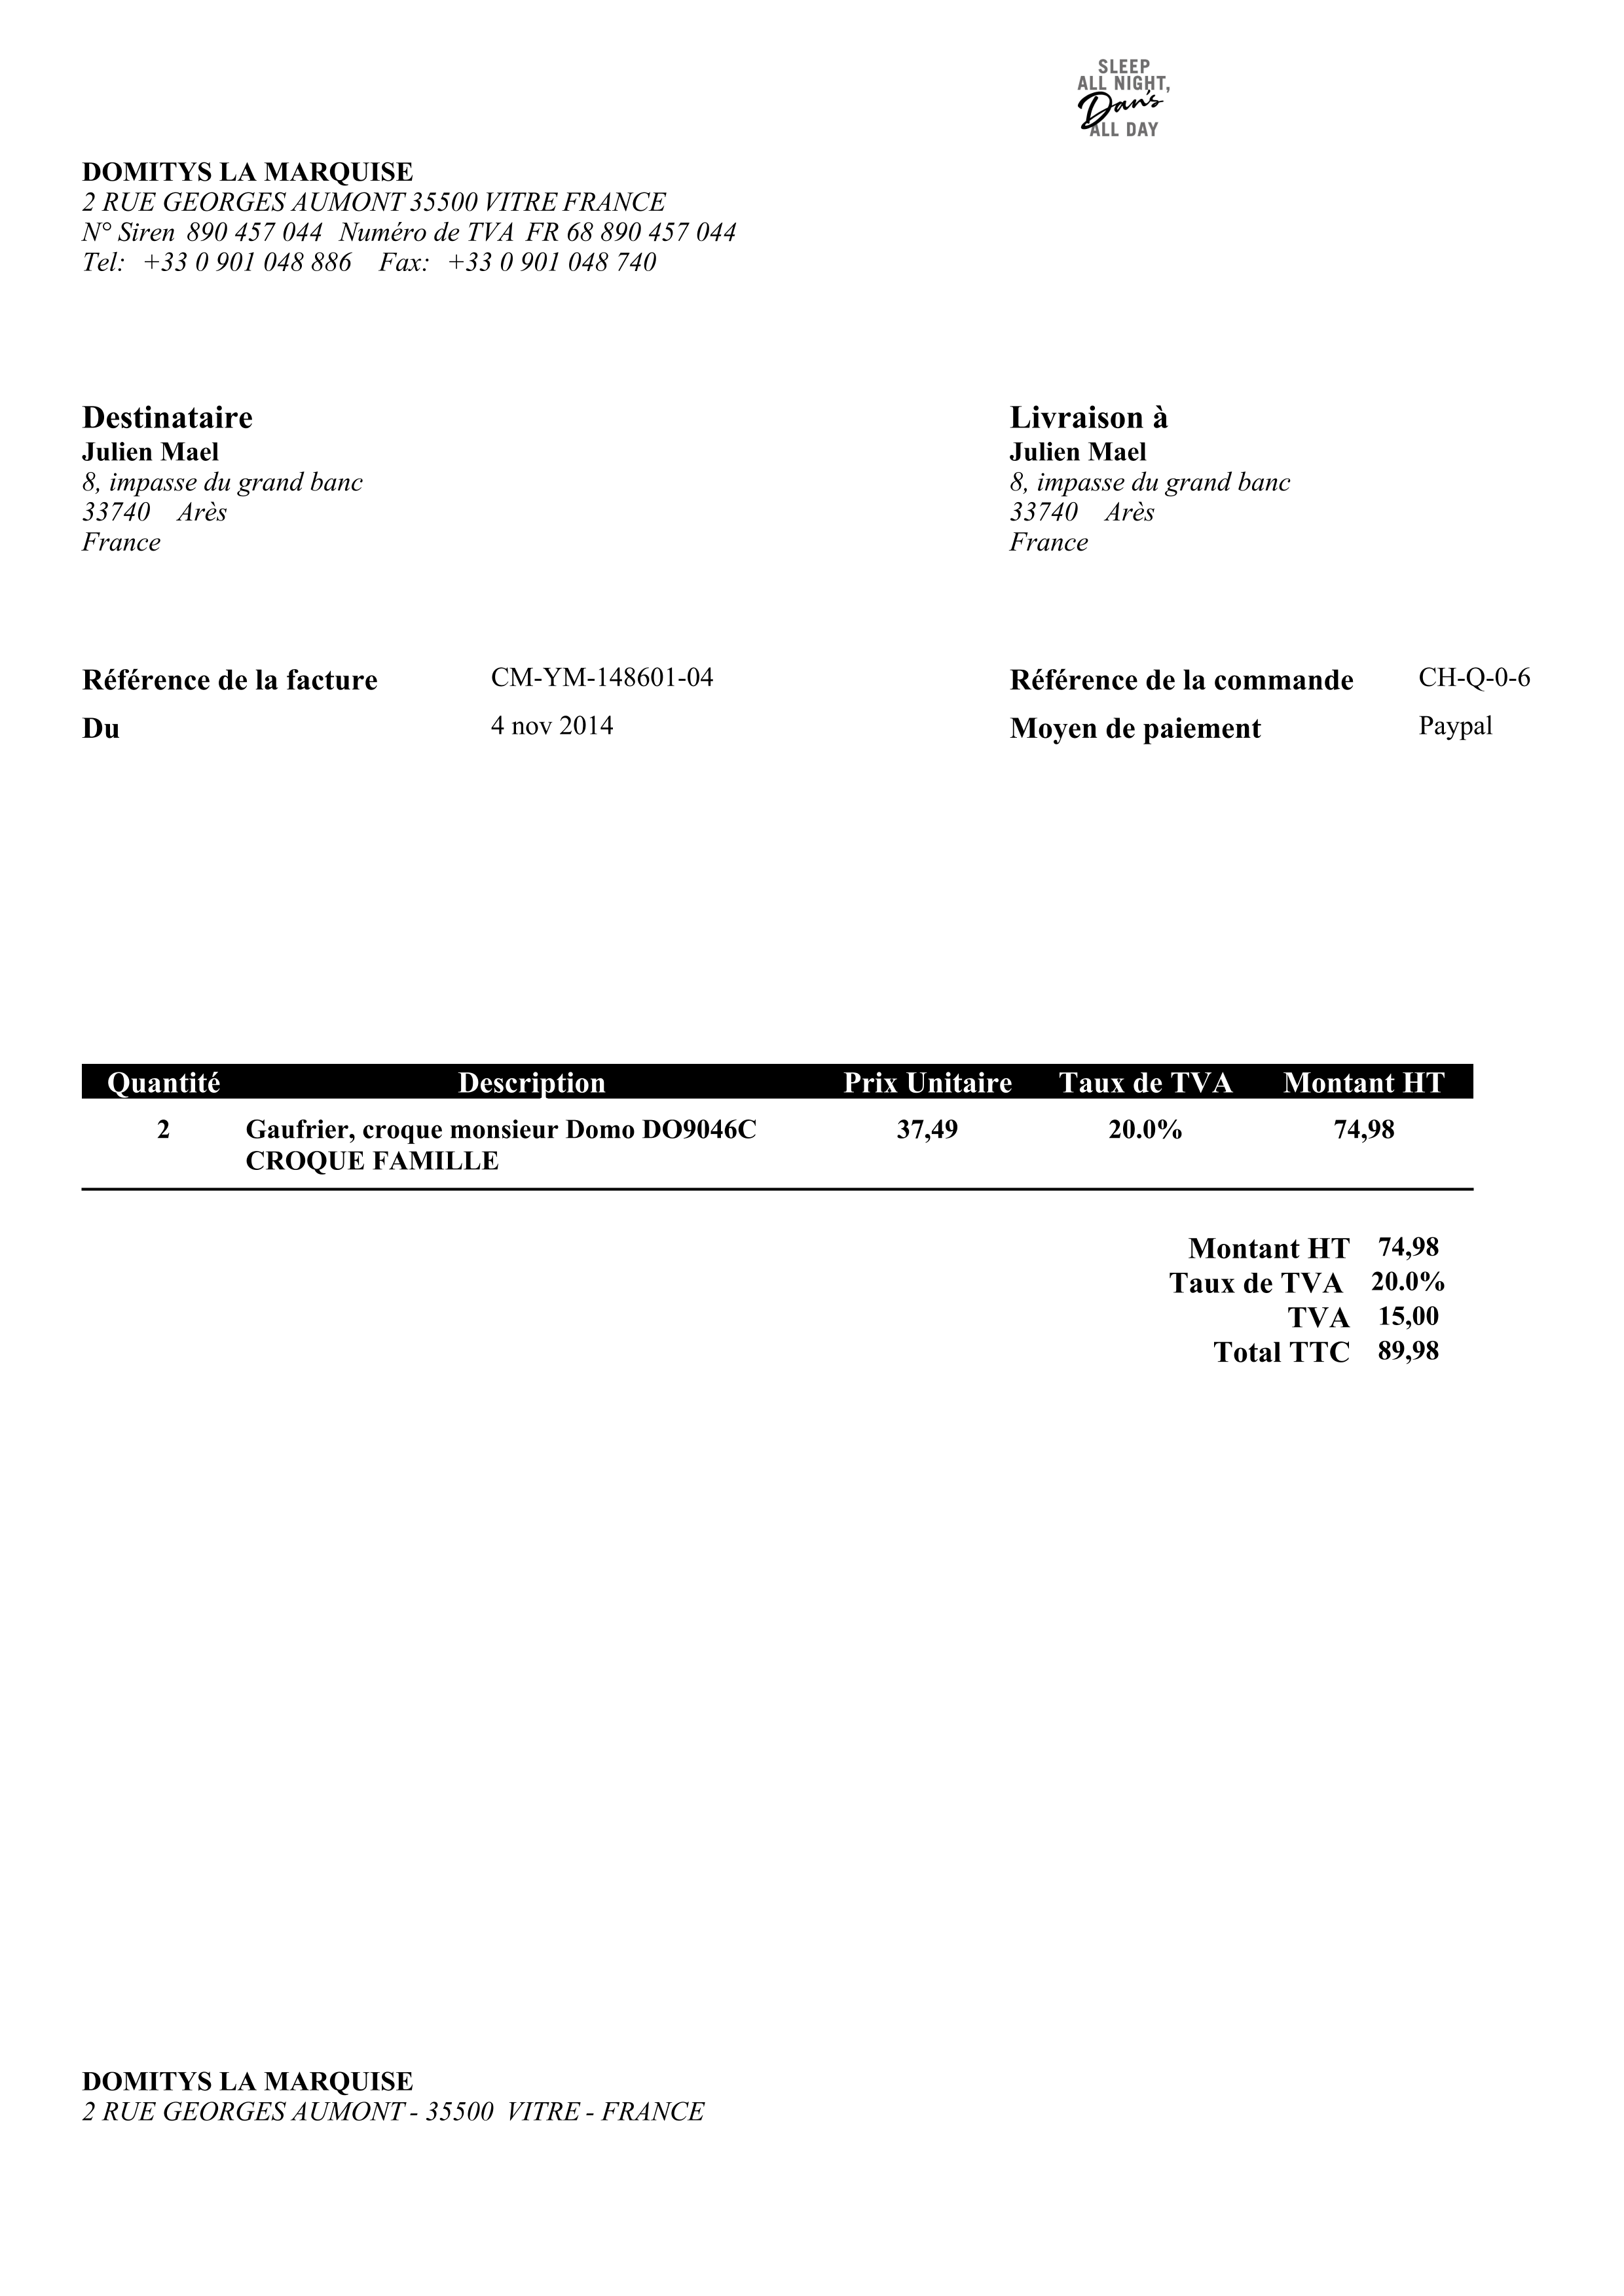 SLEEP
ALL NIGHT,
Dan's
ALL DAY
DOMITYS LA MARQUISE
2 RUE GEORGES AUMONT 35500 VITRE FRANCE
N° Siren 890 457 044 Numéro de TVA FR 68 890 457 044
Tel: +33 0 901 048 886 Fax: +33 0 901 048 740
Destinataire
Julien Mael
8, impasse du grand banc
33740 Arès
France
Livraison à
Julien Mael
8, impasse du grand banc
33740 Arès
France
Référence de la facture CM-YM-148601-04
Du 4 nov 2014
Référence de la commande CH-Q-0-6
Moyen de paiement Paypal
Quantité Description Prix Unitaire Taux de TVA Montant HT
2 Gaufrier, croque monsieur Domo DO9046C 37,49 20.0% 74,98
CROQUE FAMILLE
Montant HT 74,98
Taux de TVA 20.0%
TVA 15,00
Total TTC 89,98
DOMITYS LA MARQUISE
2 RUE GEORGES AUMONT - 35500 VITRE - FRANCE